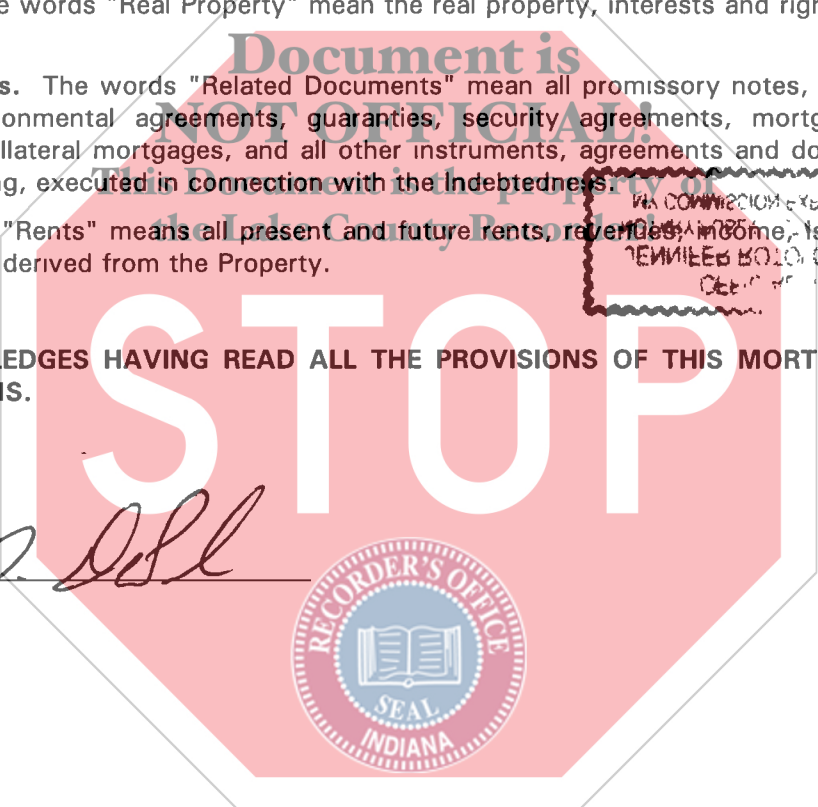 e words "Real Property" mean the real property, interests and righ
Document is
s. The words "Related Documents" mean all promissory notes,
NOT OFFICIAL!
onmental agreements, guaranties, security agreements, mortg
llateral mortgages, and all other instruments, agreements and do
This Document is the property of
ng, executed in connection with the Indebtedness.
the Lake County Recorder!
"Rents" means all present and future rents, revenues, income, is
derived from the Property.
STOP
LEDGES HAVING READ ALL THE PROVISIONS OF THIS MORT
IS.
RECORDER'S OFFICE
SEAL
INDIANA